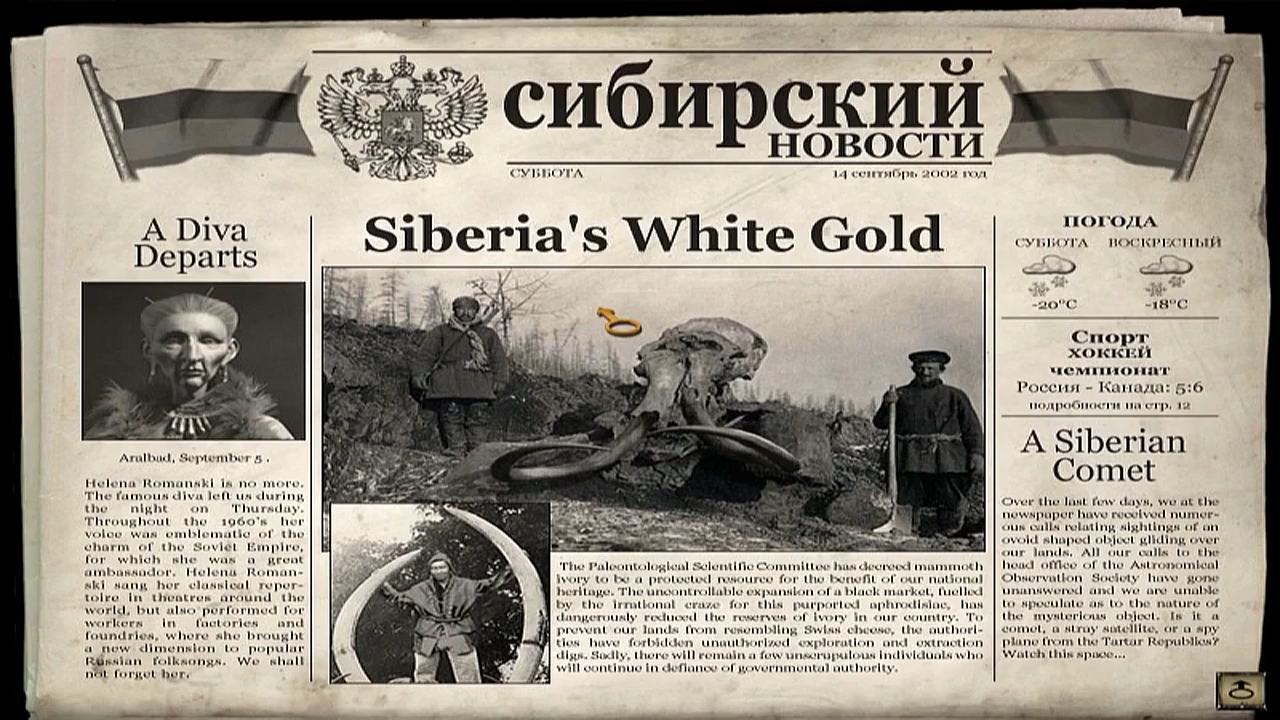 сибирский
НОВОСТИ
СУББОТА
14 сентябрь 2002 год
A Diva
Departs
Aralbad, September 5 .
Helena Romanski is no more.
The famous diva left us during
the night on Thursday.
Throughout the 1960's her
voice was emblematic of the
charm of the Soviet Empire,
for which she was a great
ambassador. Helena Roman-
ski sang her classical reper-
toire in theatres around the
world, but also performed for
workers in factories and
foundries, where she brought
a new dimension to popular
Russian folksongs. We shall
not forget her.
Siberia's White Gold
The Paleontological Scientific Committee has decreed mammoth
ivory to be a protected resource for the benefit of our national
heritage. The uncontrollable expansion of a black market, fuelled
by the irrational craze for this purported aphrodisiac, has
dangerously reduced the reserves of ivory in our country. To
prevent our lands from resembling Swiss cheese, the authori-
ties have forbidden unauthorized exploration and extraction
digs. Sadly, there will remain a few unscrupulous individuals who
will continue in defiance of governmental authority.
ПОГОДА
СУББОТА ВОСКРЕСНЫЙ
-20°C -18°C
Спорт
ХОККЕЙ
чемпионат
Россия - Канада: 5:6
подробности на стр. 12
A Siberian
Comet
Over the last few days, we at the
newspaper have received numer-
ous calls relating sightings of an
ovoid shaped object gliding over
our lands. All our calls to the
head office of the Astronomical
Observation Society have gone
unanswered and we are unable
to speculate as to the nature of
the mysterious object. Is it a
comet, a stray satellite, or a spy
plane from the Tartar Republics?
Watch this space...